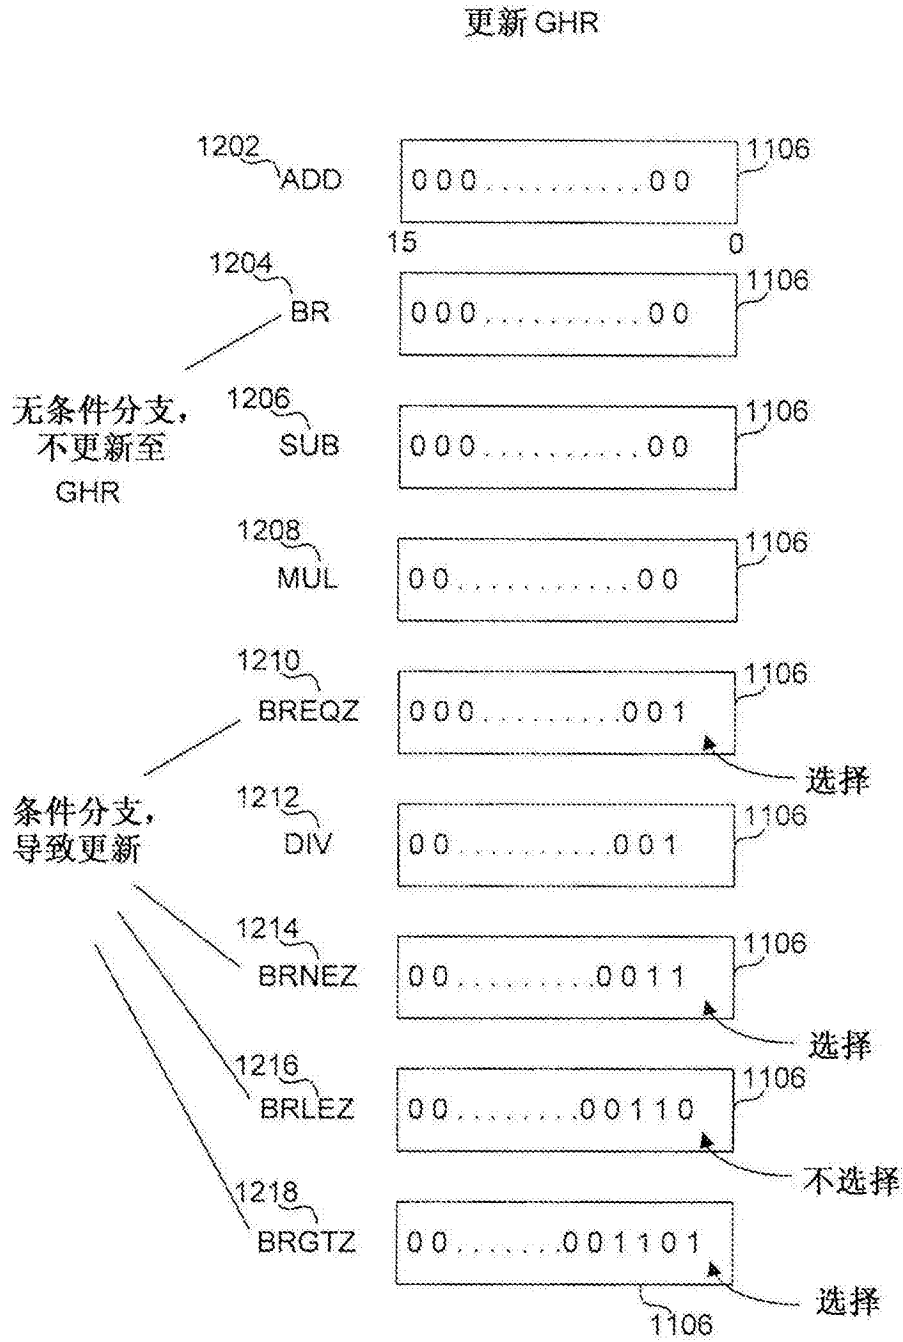 更新 GHR
1202
ADD
000..........00
1106
15
0
1204
BR
000..........00
1106
无条件分支，
不更新至
GHR
1206
SUB
000..........00
1106
1208
MUL
00...........00
1106
1210
BREQZ
000.........001
1106
选择
条件分支，
导致更新
1212
DIV
00..........001
1106
1214
BRNEZ
00.........0011
1106
选择
1216
BRLEZ
00........00110
1106
不选择
1218
BRGTZ
00.......001101
选择
1106